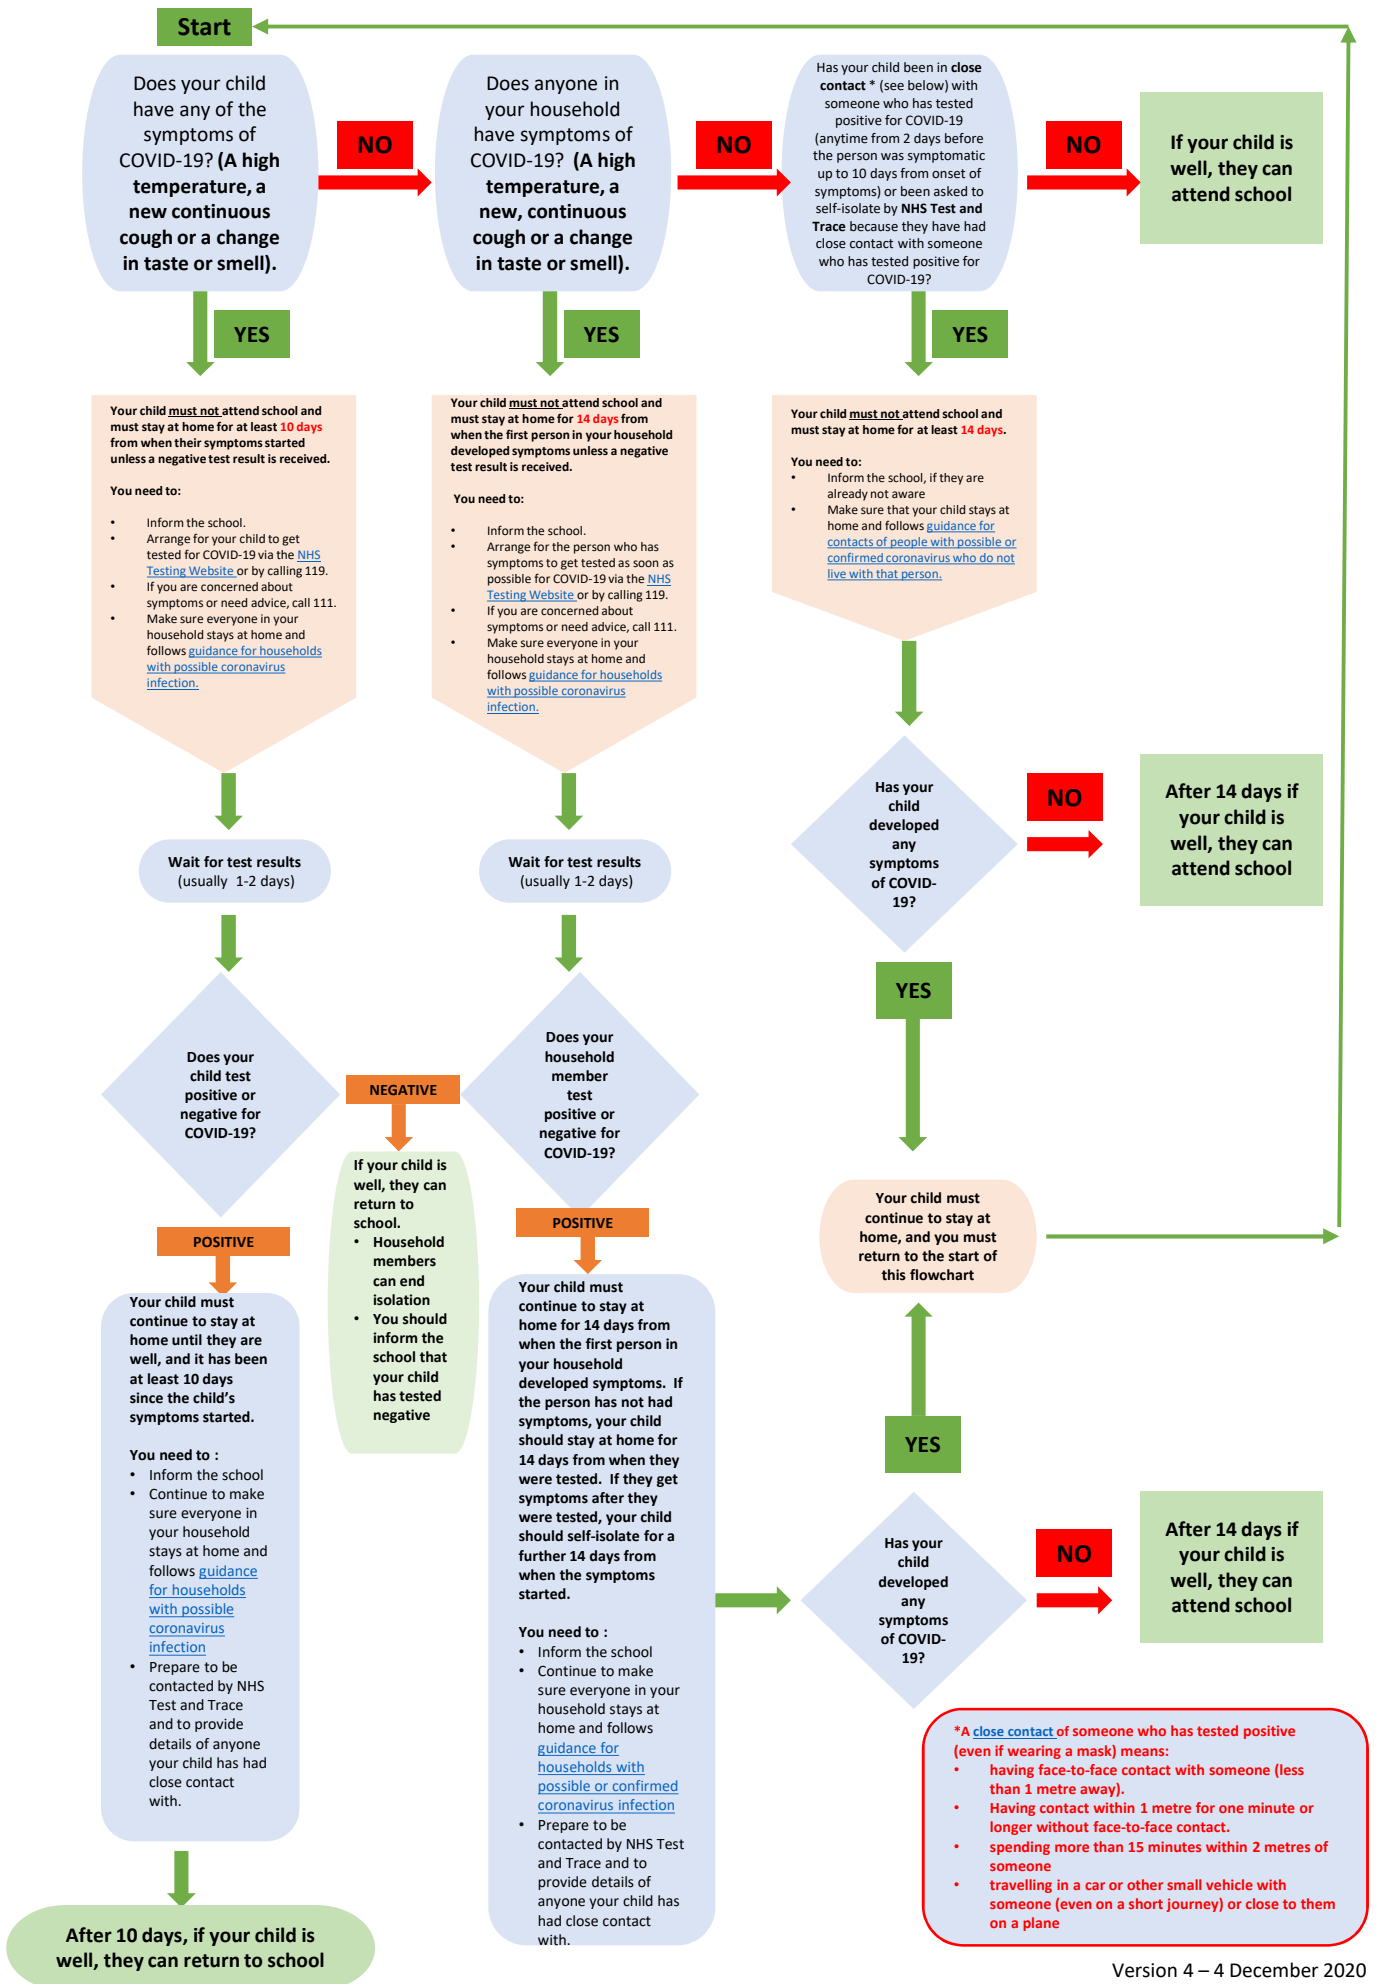 Start
Does your child
have any of the
symptoms of
COVID-19? (A high
temperature, a
new continuous
cough or a change
in taste or smell).
NO
Does anyone in
your household
have symptoms of
COVID-19? (A high
temperature, a
new, continuous
cough or a change
in taste or smell).
NO
Has your child been in close
contact * (see below) with
someone who has tested
positive for COVID-19
(anytime from 2 days before
the person was symptomatic
up to 10 days from onset of
symptoms) or been asked to
self-isolate by NHS Test and
Trace because they have had
close contact with someone
who has tested positive for
COVID-19?
NO
If your child is
well, they can
attend school
YES
YES
YES
Your child must not attend school and
must stay at home for at least 10 days
from when their symptoms started
unless a negative test result is received.
You need to:
• Inform the school.
• Arrange for your child to get
tested for COVID-19 via the NHS
Testing Website or by calling 119.
• If you are concerned about
symptoms or need advice, call 111.
• Make sure everyone in your
household stays at home and
follows guidance for households
with possible coronavirus
infection.
Your child must not attend school and
must stay at home for 14 days from
when the first person in your household
developed symptoms unless a negative
test result is received.
You need to:
• Inform the school.
• Arrange for the person who has
symptoms to get tested as soon as
possible for COVID-19 via the NHS
Testing Website or by calling 119.
• If you are concerned about
symptoms or need advice, call 111.
• Make sure everyone in your
household stays at home and
follows guidance for households
with possible coronavirus
infection.
Your child must not attend school and
must stay at home for at least 14 days.
You need to:
• Inform the school, if they are
already not aware
• Make sure that your child stays at
home and follows guidance for
contacts of people with possible or
confirmed coronavirus who do not
live with that person.
Wait for test results
(usually 1-2 days)
Wait for test results
(usually 1-2 days)
Has your
child
developed
any
symptoms
of COVID-
19?
NO
After 14 days if
your child is
well, they can
attend school
YES
Does your
child test
positive or
negative for
COVID-19?
NEGATIVE
Does your
household
member
test
positive or
negative for
COVID-19?
If your child is
well, they can
return to
school.
• Household
members
can end
isolation
• You should
inform the
school that
your child
has tested
negative
POSITIVE
POSITIVE
Your child must
continue to stay at
home, and you must
return to the start of
this flowchart
Your child must
continue to stay at
home until they are
well, and it has been
at least 10 days
since the child's
symptoms started.
You need to :
• Inform the school
• Continue to make
sure everyone in
your household
stays at home and
follows guidance
for households
with possible
coronavirus
infection
• Prepare to be
contacted by NHS
Test and Trace
and to provide
details of anyone
your child has had
close contact
with.
Your child must
continue to stay at
home for 14 days from
when the first person in
your household
developed symptoms. If
the person has not had
symptoms, your child
should stay at home for
14 days from when they
were tested. If they get
symptoms after they
were tested, your child
should self-isolate for a
further 14 days from
when the symptoms
started.
You need to :
• Inform the school
• Continue to make
sure everyone in your
household stays at
home and follows
guidance for
households with
possible or confirmed
coronavirus infection
• Prepare to be
contacted by NHS Test
and Trace and to
provide details of
anyone your child has
had close contact
with.
YES
Has your
child
developed
any
symptoms
of COVID-
19?
NO
After 14 days if
your child is
well, they can
attend school
*A close contact of someone who has tested positive
(even if wearing a mask) means:
• having face-to-face contact with someone (less
than 1 metre away).
• Having contact within 1 metre for one minute or
longer without face-to-face contact.
• spending more than 15 minutes within 2 metres of
someone
• travelling in a car or other small vehicle with
someone (even on a short journey) or close to them
on a plane
After 10 days, if your child is
well, they can return to school
Version 4 – 4 December 2020